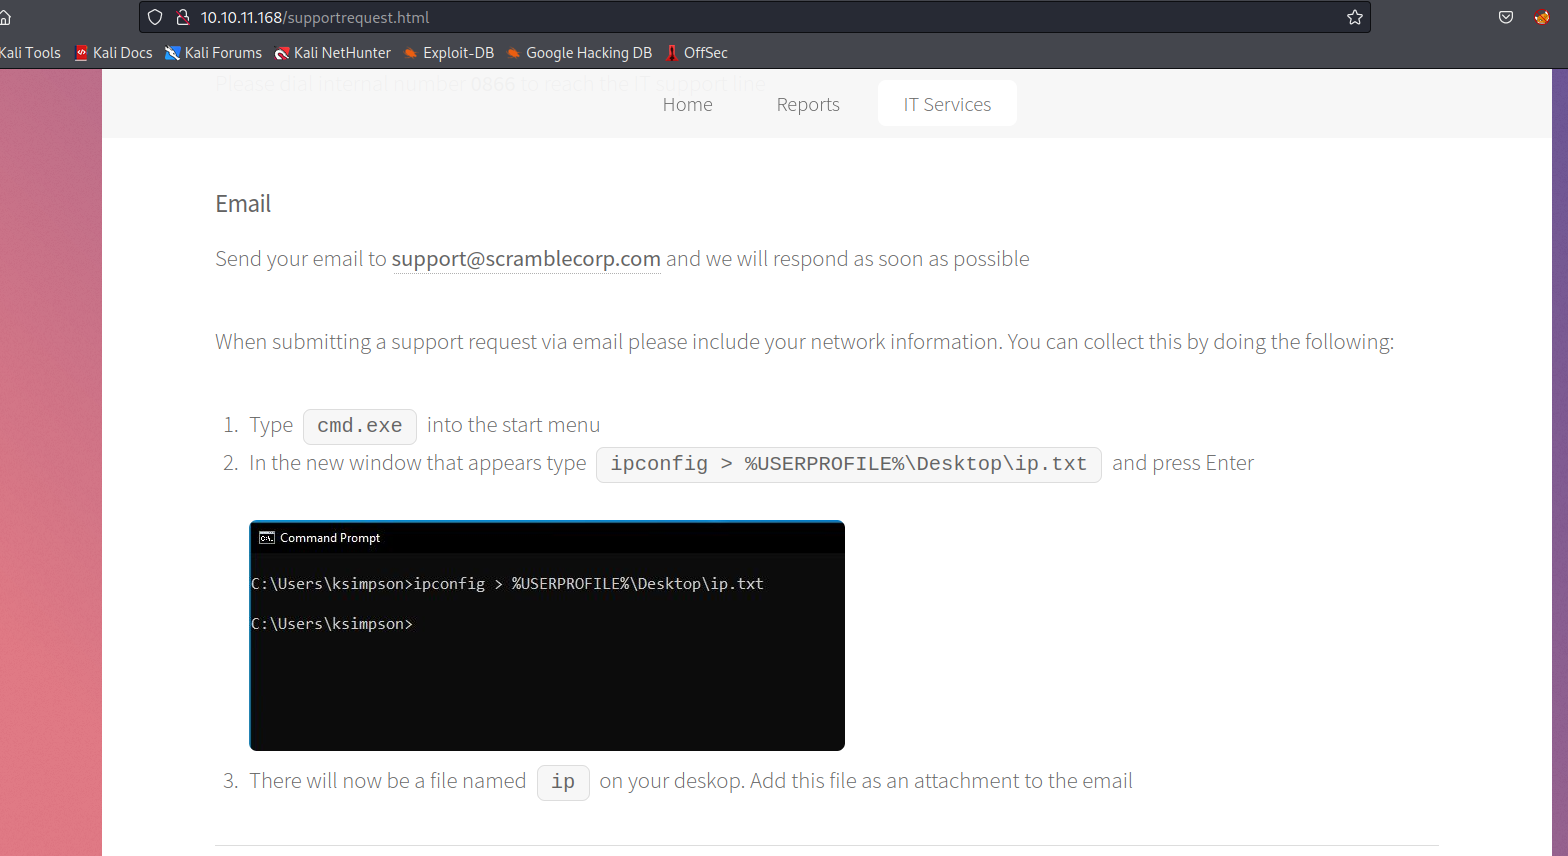 10.10.11.168/supportrequest.html
Kali Tools Kali Docs Kali Forums Kali NetHunter Exploit-DB Google Hacking DB OffSec
Please dial internal number 0866 to reach the IT support line
Home Reports IT Services
Email
Send your email to support@scramblecorp.com and we will respond as soon as possible
When submitting a support request via email please include your network information. You can collect this by doing the following:
1. Type cmd.exe into the start menu
2. In the new window that appears type ipconfig > %USERPROFILE%\Desktop\ip.txt and press Enter
Command Prompt
C:\Users\ksimpson>ipconfig > %USERPROFILE%\Desktop\ip.txt
C:\Users\ksimpson>
3. There will now be a file named ip on your deskop. Add this file as an attachment to the email